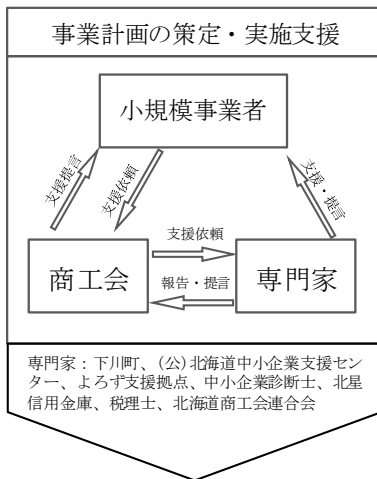 事業計画の策定・実施支援
小規模事業者
支援提言
支援依頼
支援・提言
支援依頼
商工会
専門家
報告・提言
専門家：下川町、(公)北海道中小企業支援セン
ター、よろず支援拠点、中小企業診断士、北星
信用金庫、税理士、北海道商工会連合会